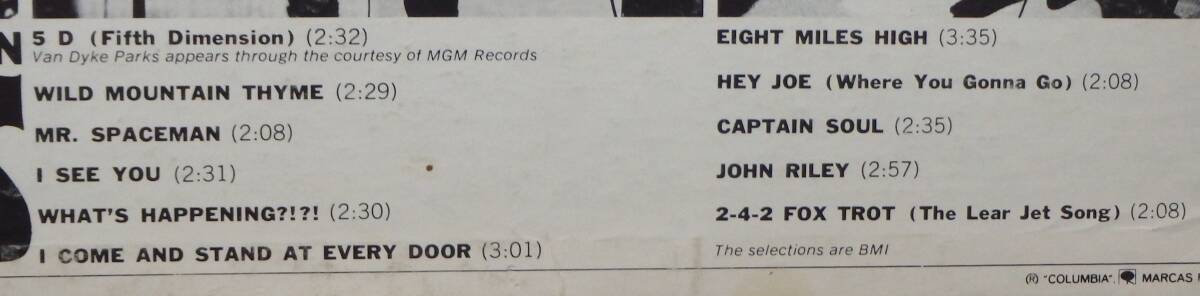 N
5 D (Fifth Dimension) (2:32)
Van Dyke Parks appears through the courtesy of MGM Records
WILD MOUNTAIN THYME (2:29)
MR. SPACEMAN (2:08)
I SEE YOU (2:31)
WHAT'S HAPPENING?!?! (2:30)
I COME AND STAND AT EVERY DOOR (3:01)
EIGHT MILES HIGH (3:35)
HEY JOE (Where You Gonna Go) (2:08)
CAPTAIN SOUL (2:35)
JOHN RILEY (2:57)
2-4-2 FOX TROT (The Lear Jet Song) (2:08)
The selections are BMI
® "COLUMBIA", MARCAS